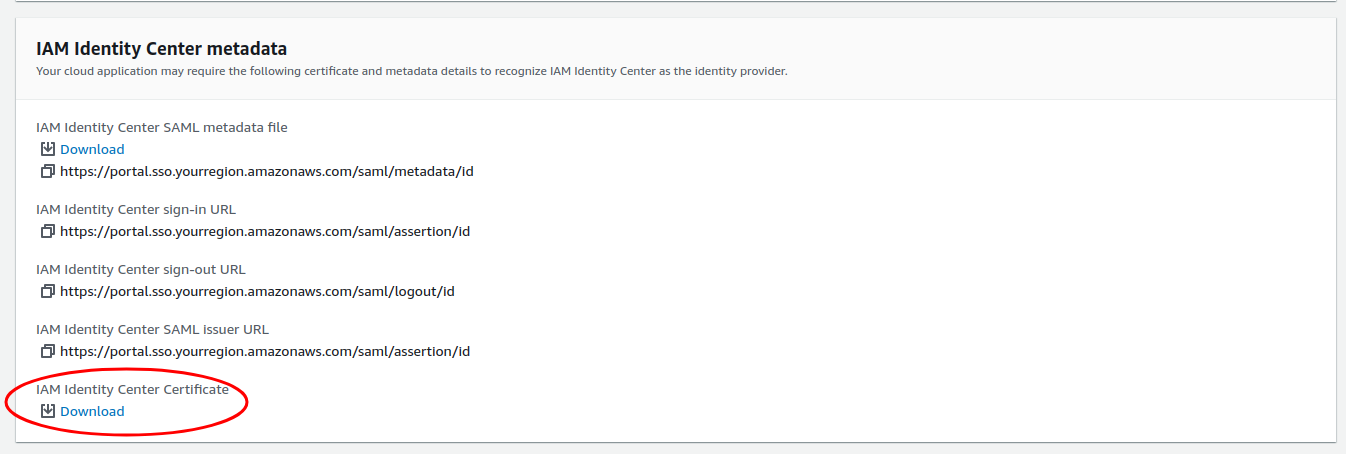 IAM Identity Center metadata
Your cloud application may require the following certificate and metadata details to recognize IAM Identity Center as the identity provider.
IAM Identity Center SAML metadata file
Download
https://portal.sso.yourregion.amazonaws.com/saml/metadata/id
IAM Identity Center sign-in URL
https://portal.sso.yourregion.amazonaws.com/saml/assertion/id
IAM Identity Center sign-out URL
https://portal.sso.yourregion.amazonaws.com/saml/logout/id
IAM Identity Center SAML issuer URL
https://portal.sso.yourregion.amazonaws.com/saml/assertion/id
IAM Identity Center Certificate
Download